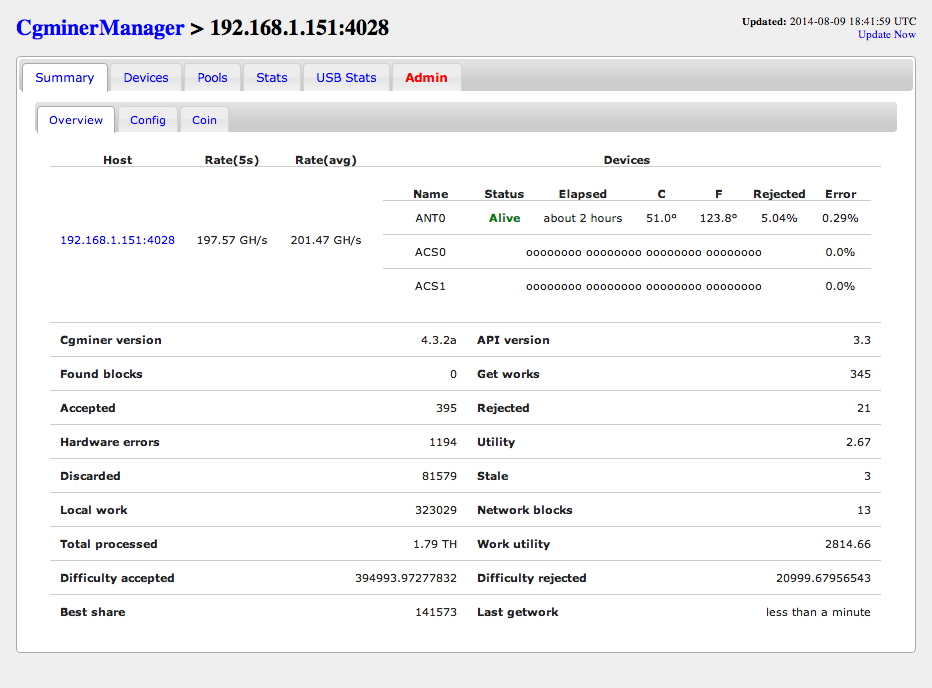 CgminerManager > 192.168.1.151:4028
Updated: 2014-08-09 18:41:59 UTC
Update Now
Summary Devices Pools Stats USB Stats Admin
Overview Config Coin
Host Rate(5s) Rate(avg) Devices
Name Status Elapsed C F Rejected Error
ANT0 Alive about 2 hours 51.0º 123.8º 5.04% 0.29%
192.168.1.151:4028 197.57 GH/s 201.47 GH/s
ACS0 oooooooo oooooooo oooooooo oooooooo 0.0%
ACS1 oooooooo oooooooo oooooooo oooooooo 0.0%
Cgminer version 4.3.2a API version 3.3
Found blocks 0 Get works 345
Accepted 395 Rejected 21
Hardware errors 1194 Utility 2.67
Discarded 81579 Stale 3
Local work 323029 Network blocks 13
Total processed 1.79 TH Work utility 2814.66
Difficulty accepted 394993.97277832 Difficulty rejected 20999.67956543
Best share 141573 Last getwork less than a minute